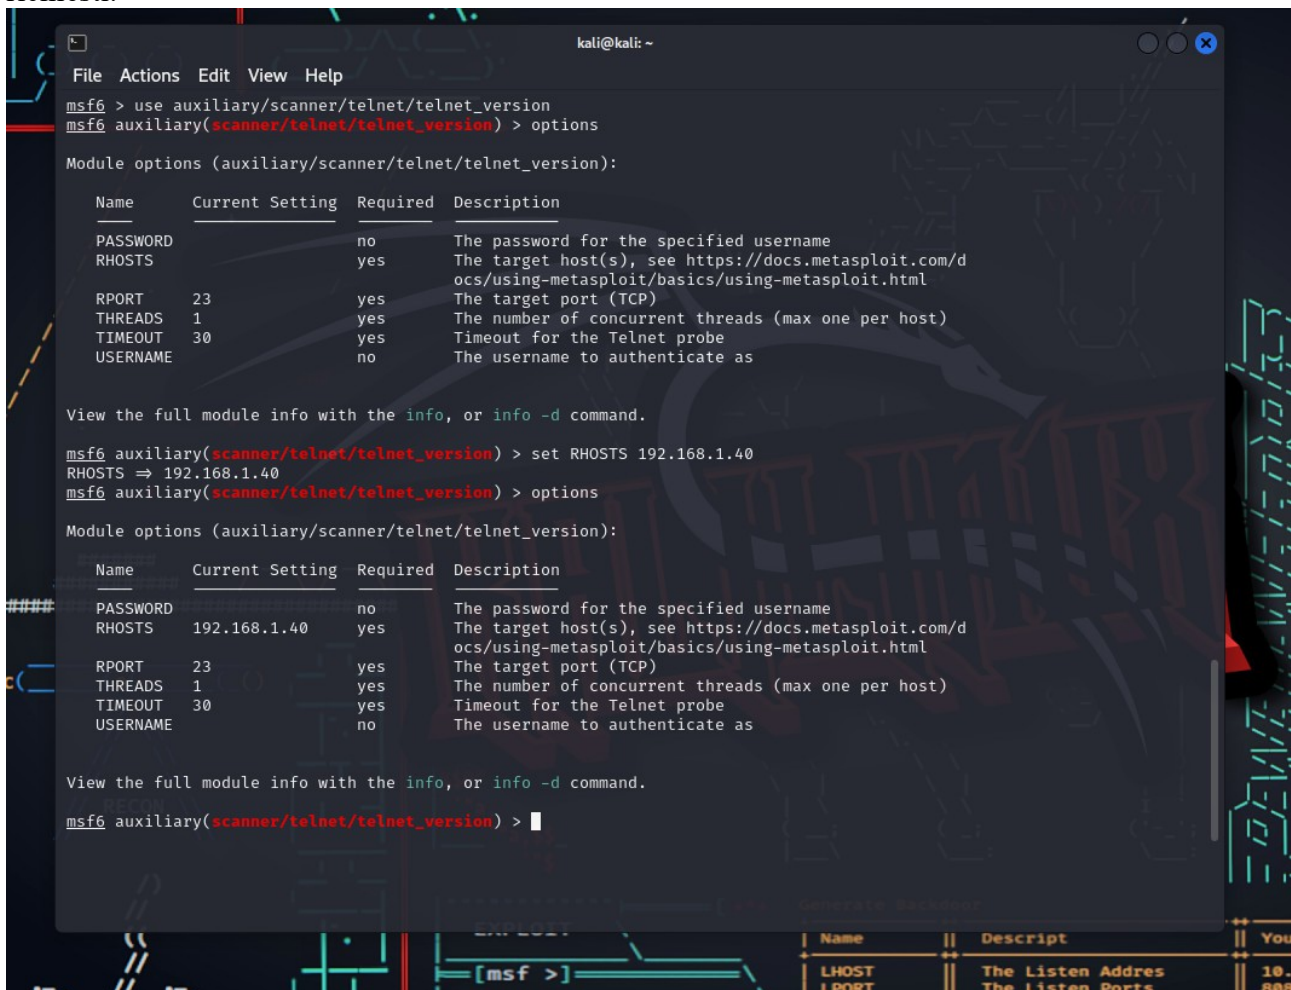 kali@kali: ~
File Actions Edit View Help
msf6 > use auxiliary/scanner/telnet/telnet_version
msf6 auxiliary(scanner/telnet/telnet_version) > options
Module options (auxiliary/scanner/telnet/telnet_version):
Name Current Setting Required Description
PASSWORD no The password for the specified username
RHOSTS yes The target host(s), see https://docs.metasploit.com/d
ocs/using-metasploit/basics/using-metasploit.html
RPORT 23 yes The target port (TCP)
THREADS 1 yes The number of concurrent threads (max one per host)
TIMEOUT 30 yes Timeout for the Telnet probe
USERNAME no The username to authenticate as
View the full module info with the info, or info -d command.
msf6 auxiliary(scanner/telnet/telnet_version) > set RHOSTS 192.168.1.40
RHOSTS ⇒ 192.168.1.40
msf6 auxiliary(scanner/telnet/telnet_version) > options
Module options (auxiliary/scanner/telnet/telnet_version):
Name Current Setting Required Description
PASSWORD no The password for the specified username
RHOSTS 192.168.1.40 yes The target host(s), see https://docs.metasploit.com/d
ocs/using-metasploit/basics/using-metasploit.html
RPORT 23 yes The target port (TCP)
THREADS 1 yes The number of concurrent threads (max one per host)
TIMEOUT 30 yes Timeout for the Telnet probe
USERNAME no The username to authenticate as
View the full module info with the info, or info -d command.
RECON
msf6 auxiliary(scanner/telnet/telnet_version) >
Generate Backdoor
EXPLOIT
Name Descript You
[msf >]
LHOST The Listen Addres 10.
LPORT The Listen Ports 808